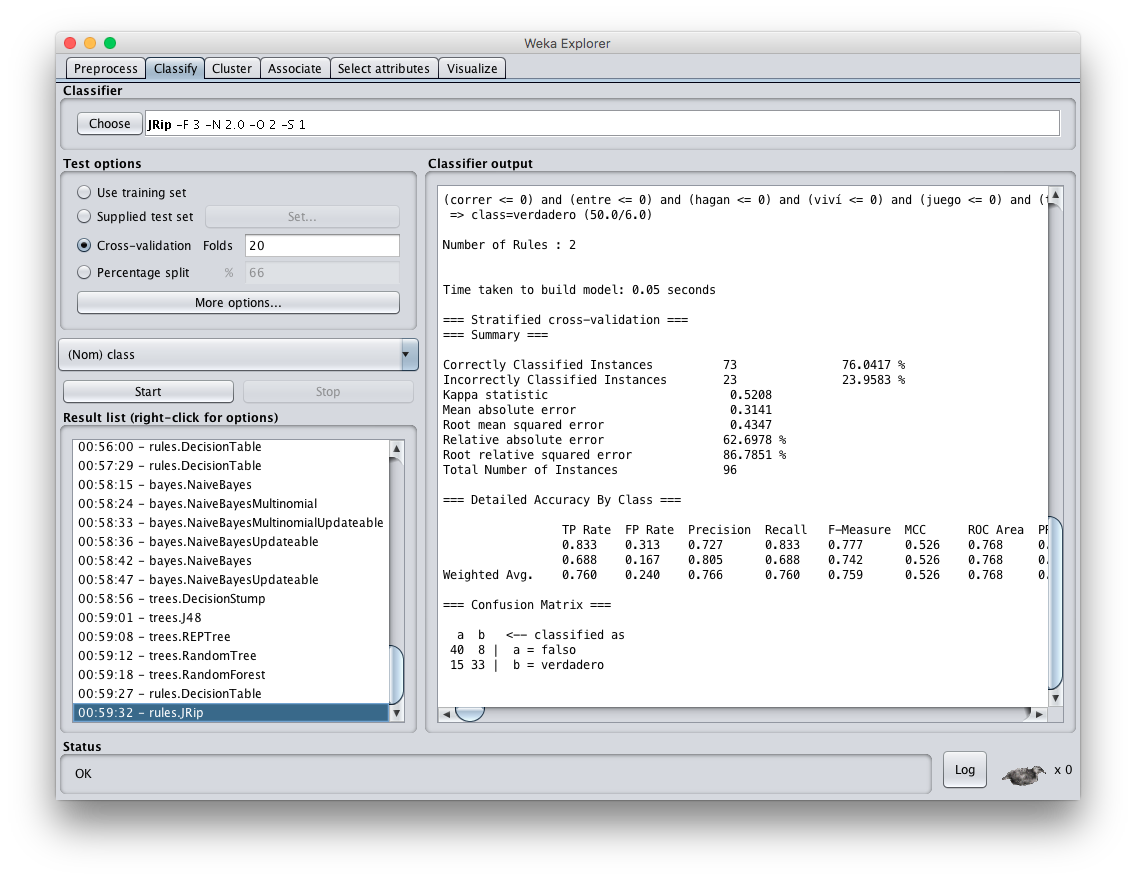 Weka Explorer
Preprocess Classify Cluster Associate Select attributes Visualize
Classifier
Choose JRip -F 3 -N 2.0 -O 2 -S 1
Test options
Use training set
Supplied test set Set...
Cross-validation Folds 20
Percentage split % 66
More options...
(Nom) class
Start Stop
Result list (right-click for options)
00:56:00 - rules.DecisionTable
00:57:29 - rules.DecisionTable
00:58:15 - bayes.NaiveBayes
00:58:24 - bayes.NaiveBayesMultinomial
00:58:33 - bayes.NaiveBayesMultinomialUpdateable
00:58:36 - bayes.NaiveBayesUpdateable
00:58:42 - bayes.NaiveBayes
00:58:47 - bayes.NaiveBayesUpdateable
00:58:56 - trees.DecisionStump
00:59:01 - trees.J48
00:59:08 - trees.REPTree
00:59:12 - trees.RandomTree
00:59:18 - trees.RandomForest
00:59:27 - rules.DecisionTable
00:59:32 - rules.JRip
Classifier output
(correr <= 0) and (entre <= 0) and (hagan <= 0) and (viví <= 0) and (juego <= 0) and (
=> class=verdadero (50.0/6.0)
Number of Rules : 2
Time taken to build model: 0.05 seconds
=== Stratified cross-validation ===
=== Summary ===
Correctly Classified Instances 73 76.0417 %
Incorrectly Classified Instances 23 23.9583 %
Kappa statistic 0.5208
Mean absolute error 0.3141
Root mean squared error 0.4347
Relative absolute error 62.6978 %
Root relative squared error 86.7851 %
Total Number of Instances 96
=== Detailed Accuracy By Class ===
TP Rate FP Rate Precision Recall F-Measure MCC ROC Area
0.833 0.313 0.727 0.833 0.777 0.526 0.768 0.
0.688 0.167 0.805 0.688 0.742 0.526 0.768 0.
Weighted Avg. 0.760 0.240 0.766 0.760 0.759 0.526 0.768 0.
=== Confusion Matrix ===
a b <-- classified as
40 8 | a = falso
15 33 | b = verdadero
Status
OK
Log x 0